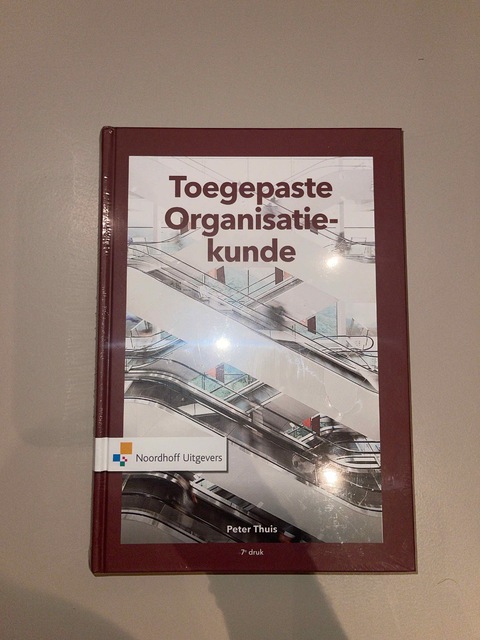 Toegepaste
Organisatie-
kunde
Noordhoff Uitgevers
Peter Thuis
7e druk